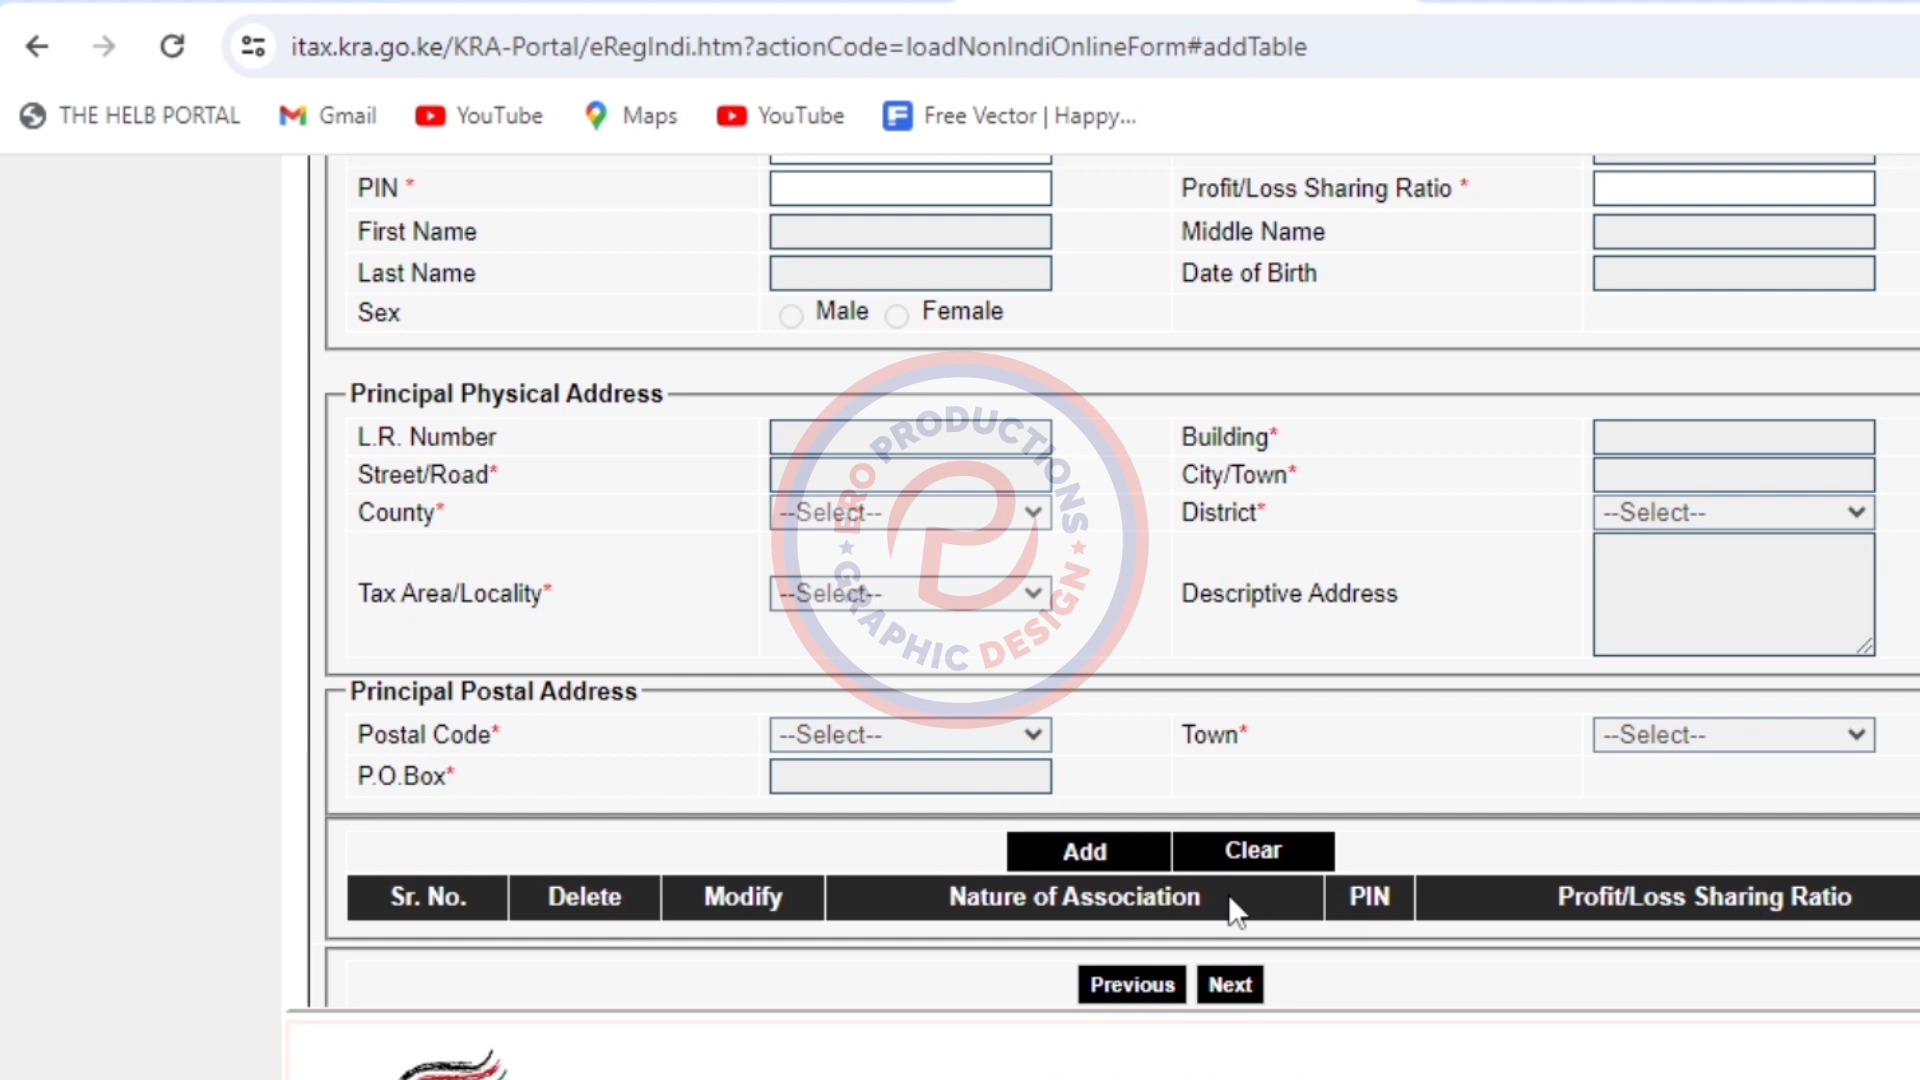 itax.kra.go.ke/KRA-Portal/eRegIndi.htm?actionCode=loadNonIndiOnlineForm#addTable
THE HELB PORTAL Gmail YouTube Maps YouTube Free Vector | Happy...
PIN * Profit/Loss Sharing Ratio *
First Name Middle Name
Last Name Date of Birth
Sex Male Female
Principal Physical Address
L.R. Number Building*
Street/Road* City/Town*
County* --Select-- District* --Select--
Tax Area/Locality* --Select-- Descriptive Address
ERO PRODUCTIONS
GRAPHIC DESIGN
Principal Postal Address
Postal Code* --Select-- Town* --Select--
P.O.Box*
Add Clear
Sr. No. Delete Modify Nature of Association PIN Profit/Loss Sharing Ratio
Previous Next